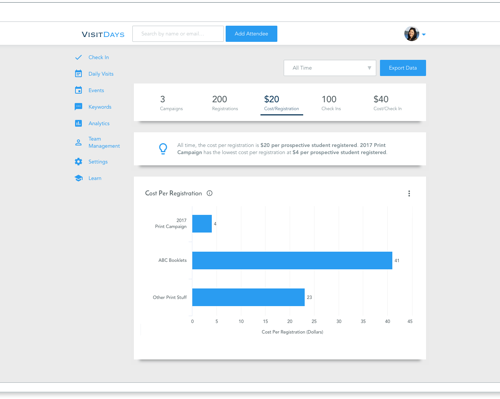 VISITDAYS
Search by name or email...
Add Attendee
Check In
Daily Visits
Events
Keywords
Analytics
Team
Management
Settings
Learn
All Time
Export Data
3
Campaigns
200
Registrations
$20
Cost/Registration
100
Check Ins
$40
Cost/Check In
All time, the cost per registration is $20 per prospective student registered. 2017 Print
Campaign has the lowest cost per registration at $4 per prospective student registered
Cost Per Registration
2017
Print Campaign
4
ABC Booklets
41
Other Print Stuff
23
0 5 10 15 20 25 30 35 40 45
Cost Per Registration (Dollars)